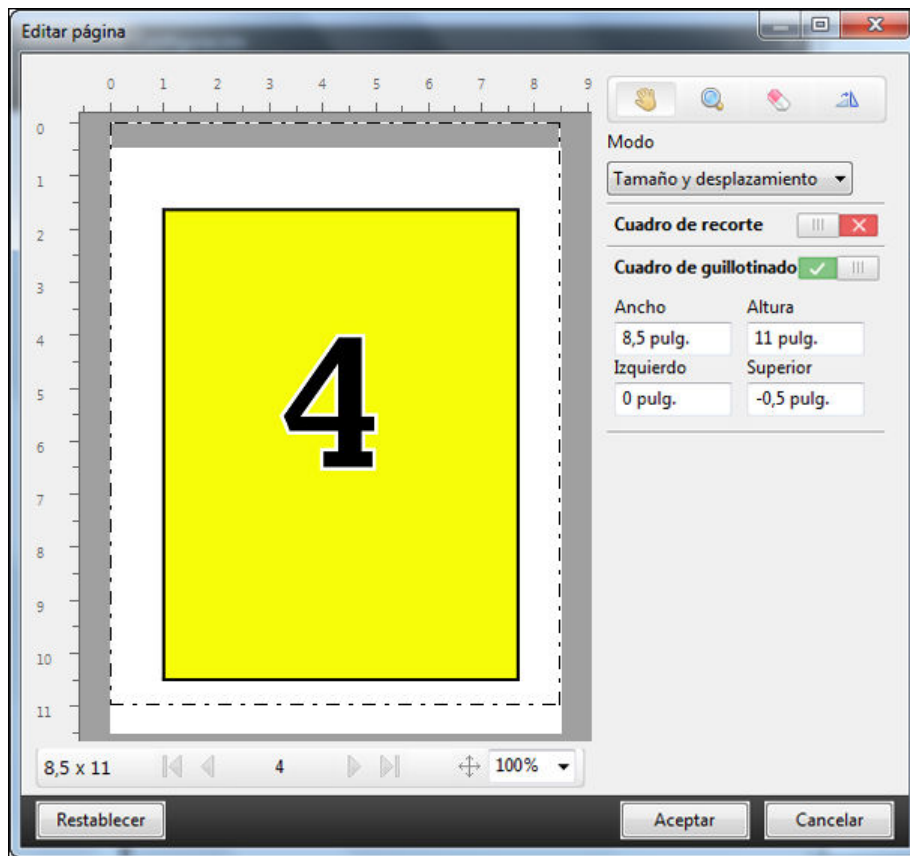 Editar página
0 1 2 3 4 5 6 7 8 9
0
1
2
3
4
5
6
7
8
9
10
11
4
Modo
Tamaño y desplazamiento
Cuadro de recorte
Cuadro de guillotinado
Ancho Altura
8,5 pulg. 11 pulg.
Izquierdo Superior
0 pulg. -0,5 pulg.
8,5 x 11 4 100%
Restablecer Aceptar Cancelar